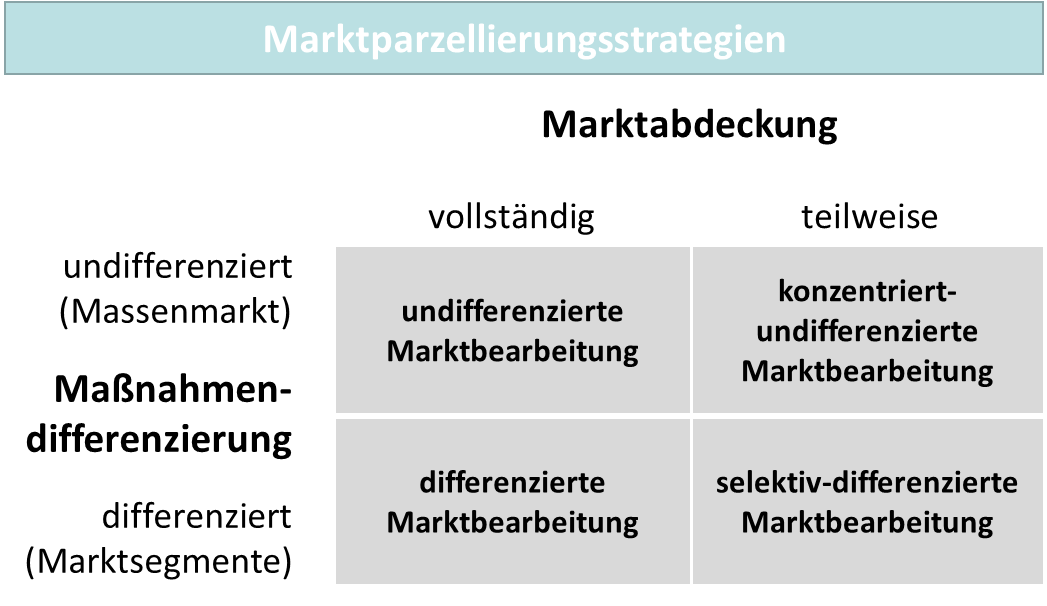 Marktparzellierungsstrategien
Marktabdeckung
vollständig
teilweise
undifferenziert
(Massenmarkt)
undifferenzierte
Marktbearbeitung
konzentriert-
undifferenzierte
Marktbearbeitung
Maßnahmen-
differenzierung
differenziert
(Marktsegmente)
differenzierte
Marktbearbeitung
selektiv-differenzierte
Marktbearbeitung